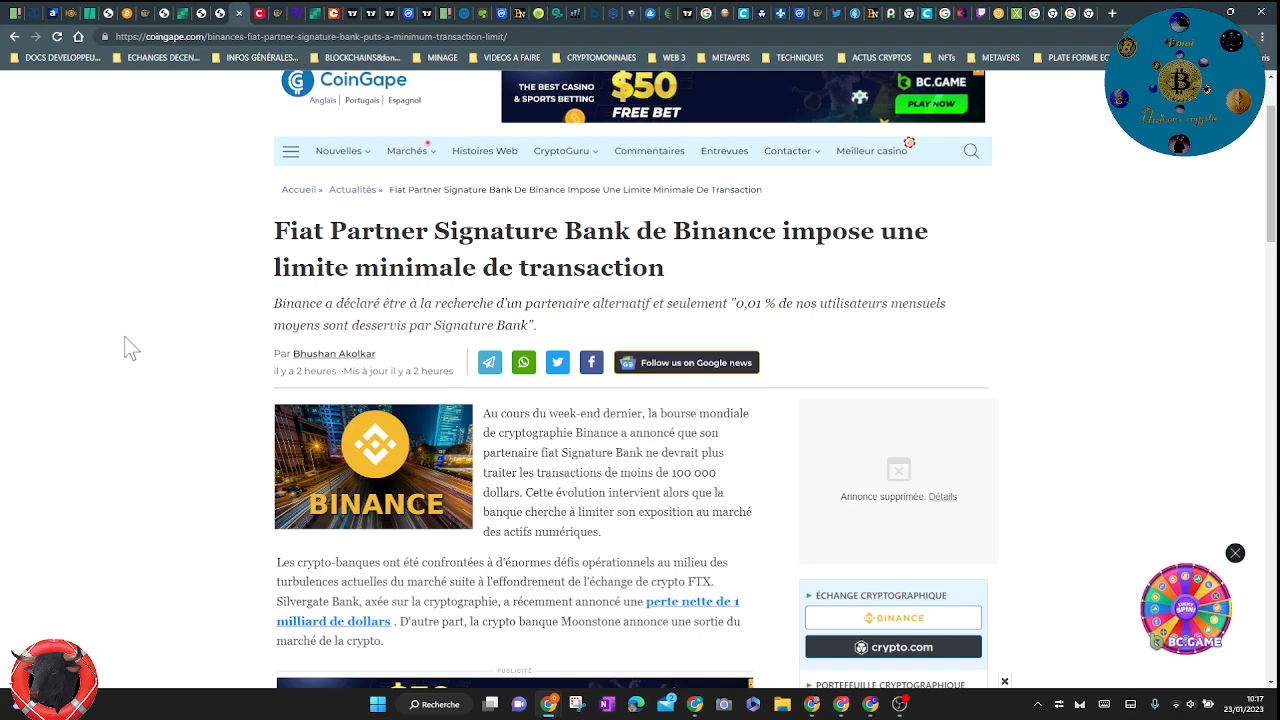 https://coingape.com/binance-fiat-partner-signature-transaction-min-limit/
DOCS DEVELOPPEU...
ECHANGES DECEN...
INFOS GÉNÉRALES
BLOCKCHAINS&fon...
NFTs
MINAGE
VIDEOS A FAIRE
CRYPTOMONNAIES
WEB 3
METAVERS
TECHNIQUES
ACTUS CRYPTOS
METAVERS
PLATE FORME EC
CoinGape
Anglais | Portugais | Espagnol
THE BEST CASINO
& SPORTS BETTING
$50
FREE BET
BC.GAME
PLAY NOW
Nouvelles
Marchés
Histoires Web
CryptoGuru
Commentaires
Entrevues
Contacter
Meilleur casino
Accueil » Actualités » Fiat Partner Signature Bank De Binance Impose Une Limite Minimale De Transaction
Fiat Partner Signature Bank de Binance impose une
limite minimale de transaction
Binance a déclaré être à la recherche d'un partenaire alternatif et seulement "0,01 % de nos utilisateurs mensuels
moyens sont desservis par Signature Bank".
Par Bhushan Akolkar
il y a 2 heures ·Mis à jour il y a 2 heures
Follow us on Google news
BINANCE
Au cours du week-end dernier, la bourse mondiale
de cryptographie Binance a annoncé que son
partenaire fiat Signature Bank ne devrait plus
traiter les transactions de moins de 100 000
dollars. Cette évolution intervient alors que la
banque cherche à limiter son exposition au marché
des actifs numériques.
Les crypto-banques ont été confrontées à d'énormes défis opérationnels au milieu des
turbulences actuelles du marché suite à l'effondrement de l'échange de crypto FTX.
Silvergate Bank, axée sur la cryptographie, a récemment annoncé une perte nette de 1
milliard de dollars . D'autre part, la crypto banque Moonstone annonce une sortie du
marché de la crypto.
PUBLICITÉ
Annonce supprimée. Détails
ÉCHANGE CRYPTOGRAPHIQUE
BINANCE
crypto.com
PORTEFEUILLE CRYPTOGRAPHIQUE
LUCKY
SPIN!
BC.GAME
Recherche
10:17
23/01/2023